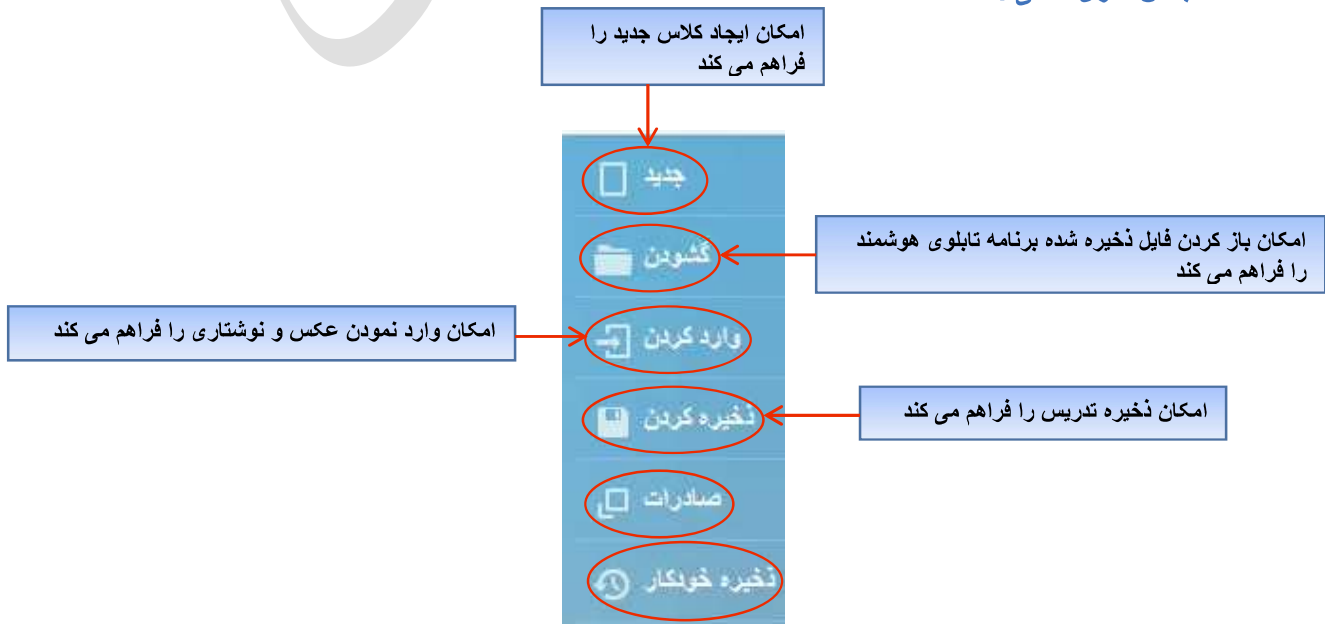 امکان ایجاد کلاس جدید را
فراهم می کند
جدید
گشودن
امکان باز کردن فایل ذخیره شده برنامه تابلوی هوشمند
را فراهم می کند
وارد کردن
امکان وارد نمودن عکس و نوشتاری را فراهم می کند
ذخیره کردن
امکان ذخیره تدریس را فراهم می کند
صادرات
ذخیره خودکار